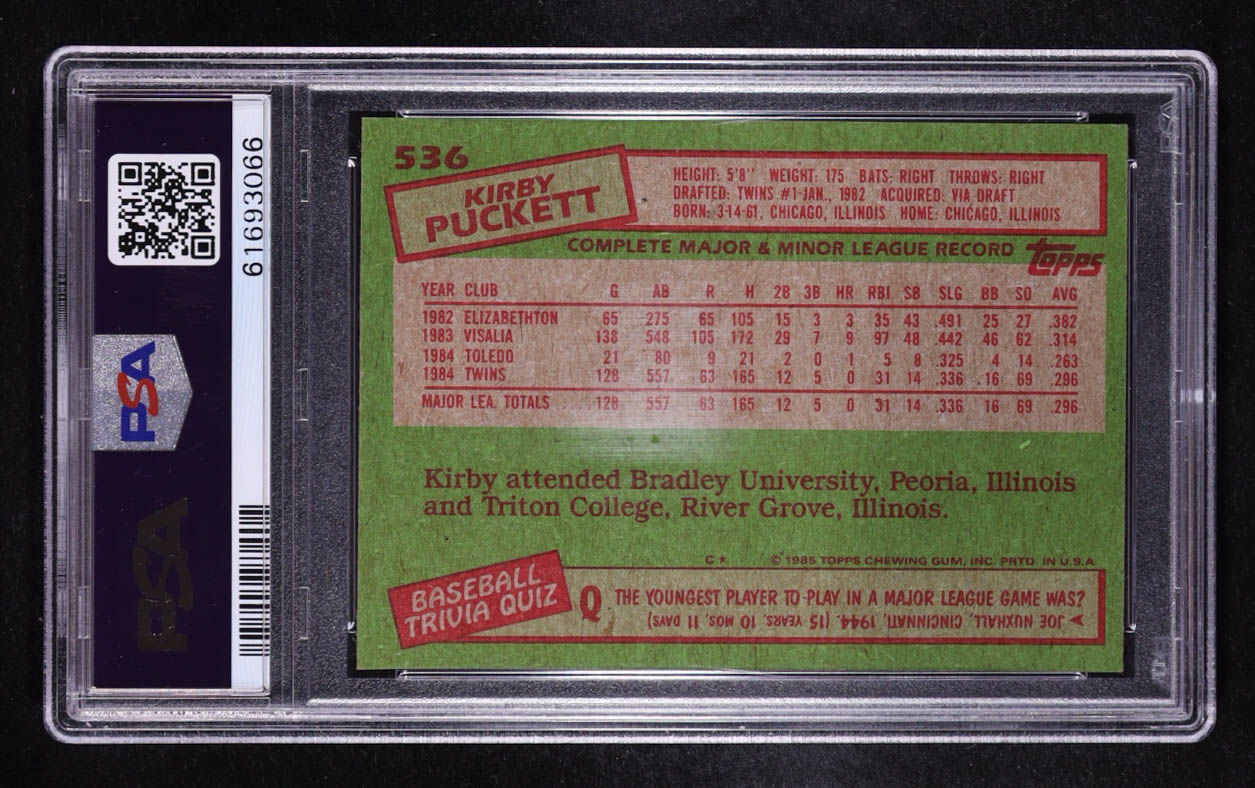 61693066
PSA
PSA
536
KIRBY
PUCKETT
HEIGHT: 5'8" WEIGHT: 175 BATS: RIGHT THROWS: RIGHT
DRAFTED: TWINS #1-JAN., 1982 ACQUIRED: VIA DRAFT
BORN: 3-14-61, CHICAGO, ILLINOIS HOME: CHICAGO, ILLINOIS
COMPLETE MAJOR & MINOR LEAGUE RECORD
TOPPS
YEAR CLUB G AB R H 2B 3B HR RBI SB SLG BB SO AVG
1982 ELIZABETHTON 65 275 65 105 15 3 3 35 43 .491 25 27 .382
1983 VISALIA 138 548 105 172 29 7 9 97 48 .442 46 62 .314
1984 TOLEDO 21 80 9 21 2 0 1 5 8 .325 4 14 .263
1984 TWINS 128 557 63 165 12 5 0 31 14 .336 .16 69 .296
MAJOR LEA. TOTALS .... 128 557 63 165 12 5 0 31 14 .336 16 69 .296
Kirby attended Bradley University, Peoria, Illinois
and Triton College, River Grove, Illinois.
C* © 1985 TOPPS CHEWING GUM, INC. PRTD. IN U.S.A
BASEBALL
TRIVIA QUIZ
Q THE YOUNGEST PLAYER TO PLAY IN A MAJOR LEAGUE GAME WAS?
JOE NUXHALL, CINCINNATI, 1944. (15 YEARS, 10 MOS, 11 DAYS)